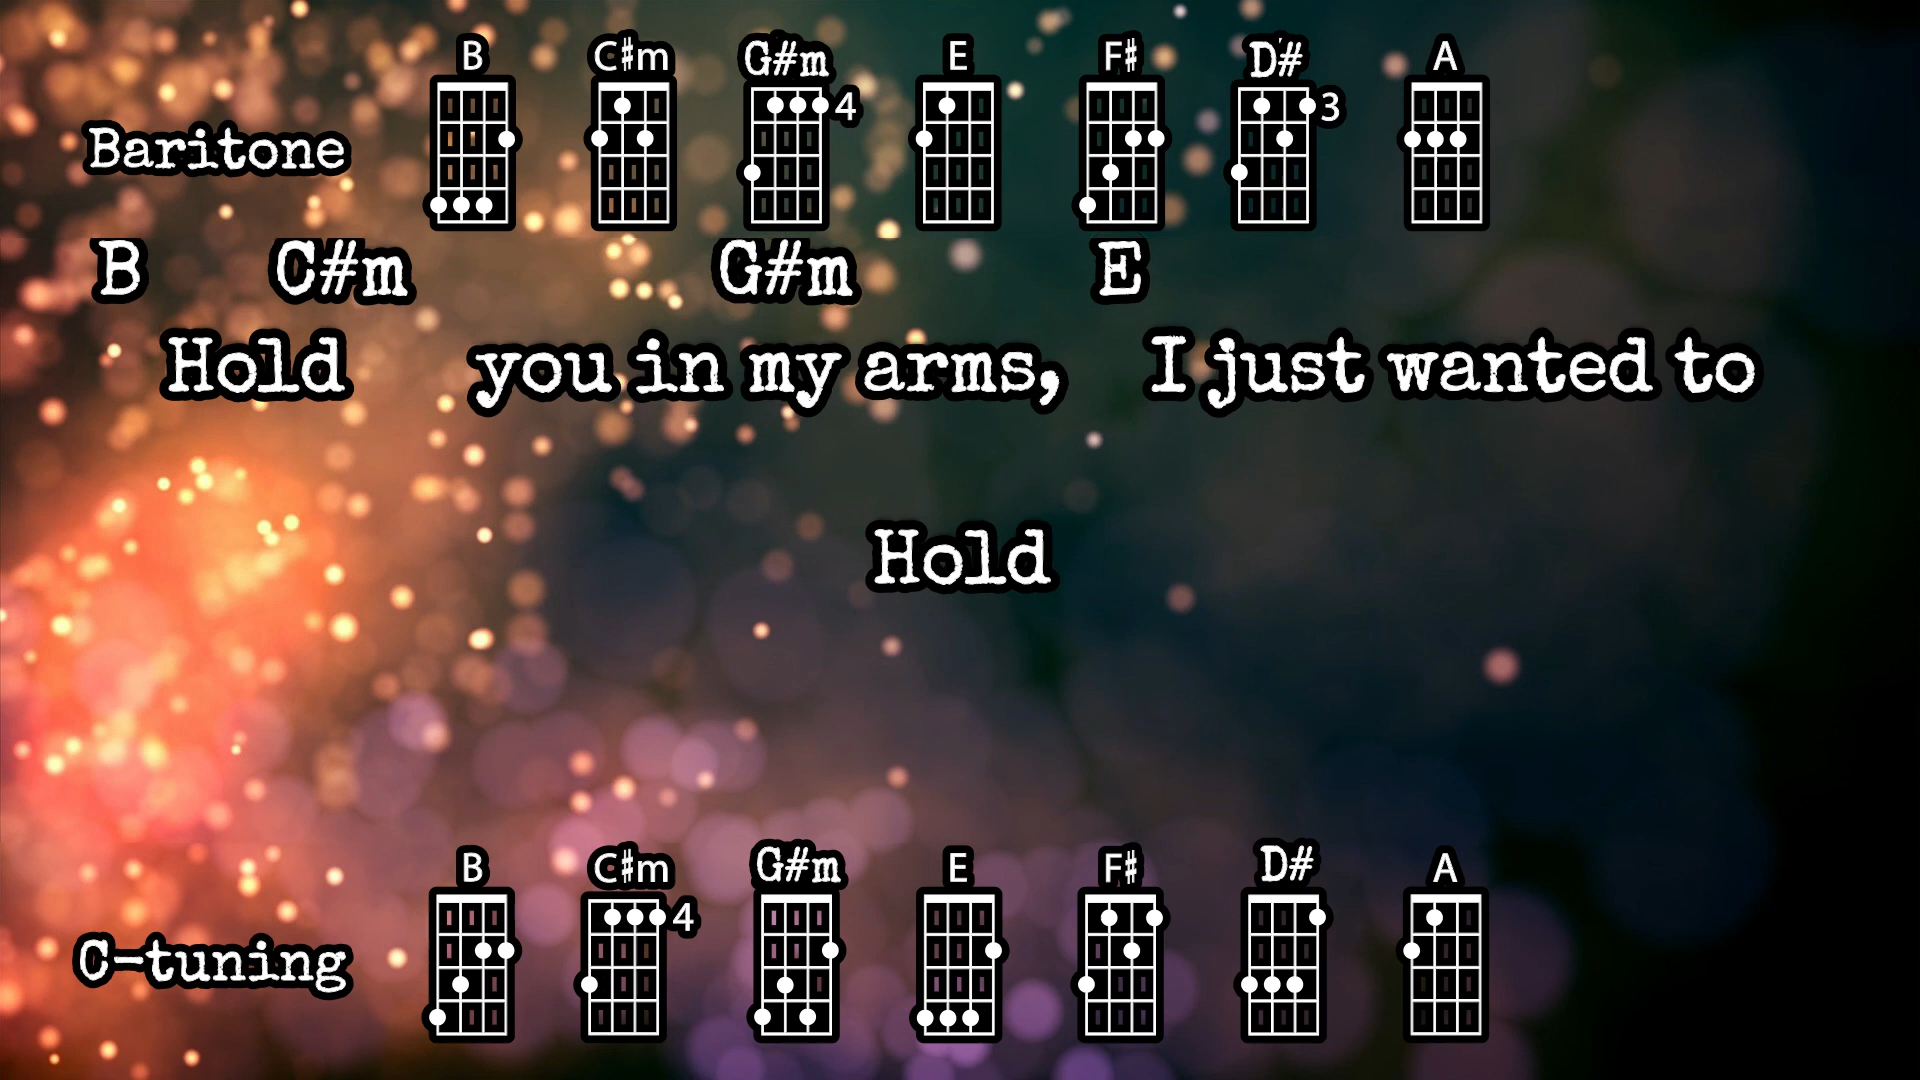 B C♯m G#m E F♯ D# A
4 3
Baritone
B C#m G#m E
Hold you in my arms, I just wanted to
Hold
B C♯m G#m E F♯ D# A
4
C-tuning